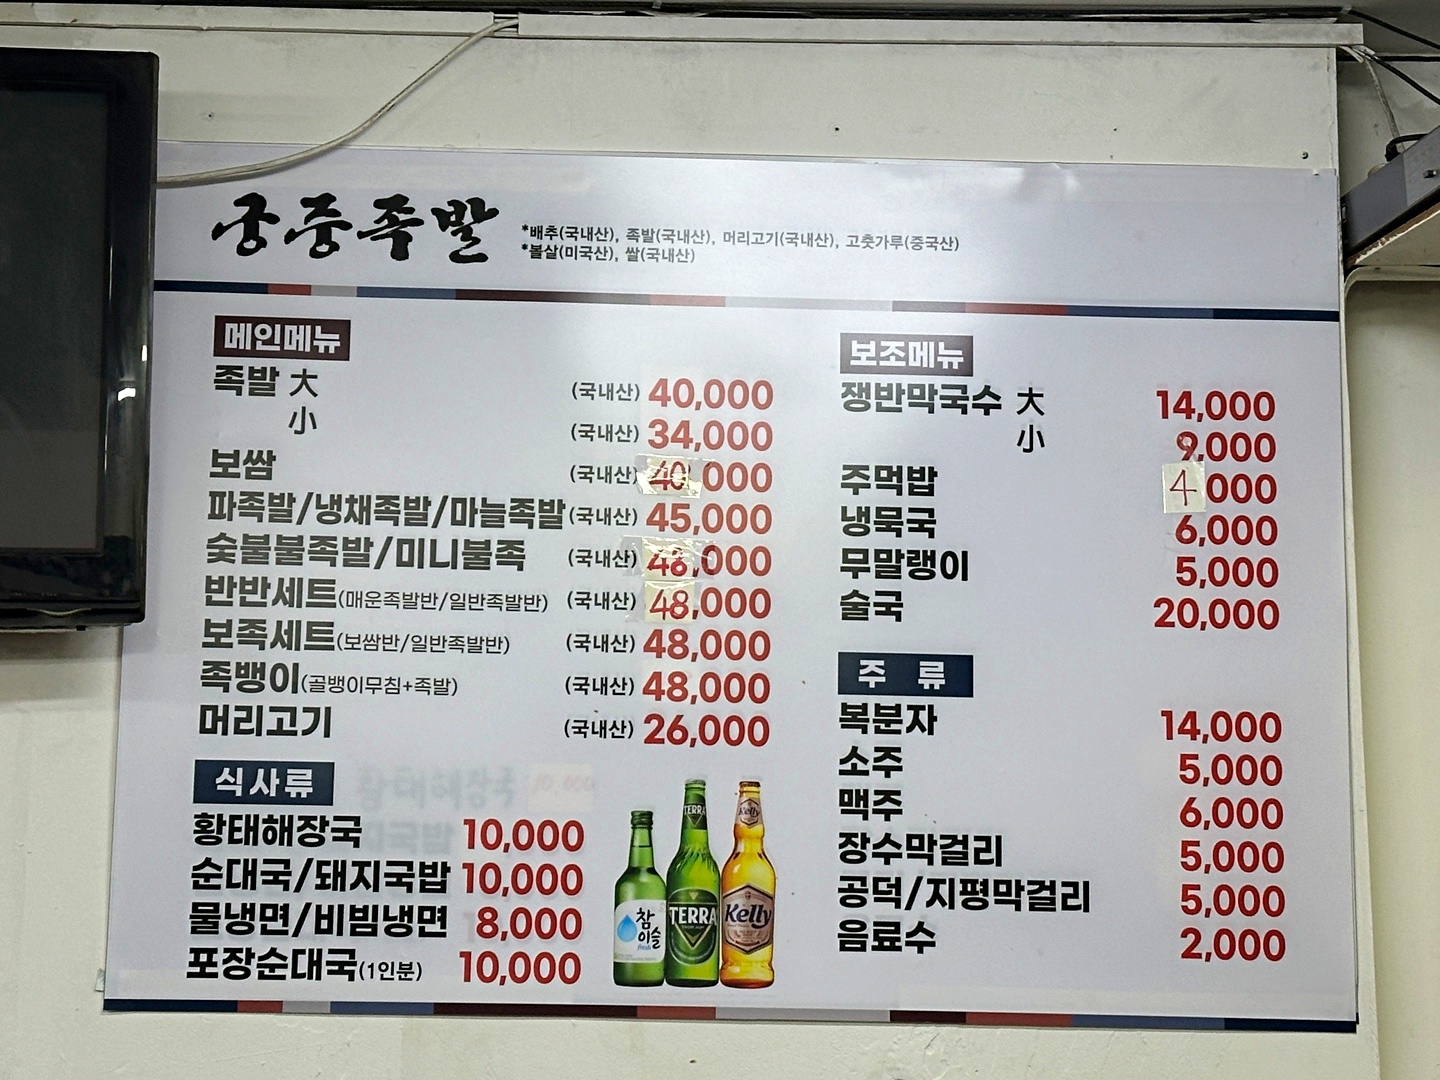 궁중족발
*배추(국내산), 족발(국내산), 머리고기(국내산), 고춧가루(중국산)
*볼살(미국산), 쌀(국내산)
메인메뉴
족발 大 (국내산) 40,000
小 (국내산) 34,000
보쌈 (국내산) 40,000
파족발/냉채족발/마늘족발 (국내산) 45,000
숯불불족발/미니불족 (국내산) 48,000
반반세트(매운족발반/일반족발반) (국내산) 48,000
보족세트(보쌈반/일반족발반) (국내산) 48,000
족뱅이(골뱅이무침+족발) (국내산) 48,000
머리고기 (국내산) 26,000
식사류
황태해장국 10,000
순대국/돼지국밥 10,000
물냉면/비빔냉면 8,000
포장순대국(1인분) 10,000
참이슬
fresh
TERRA
TERRA
Kelly
Kelly
보조메뉴
쟁반막국수 大 14,000
小 9,000
주먹밥 4,000
냉묵국 6,000
무말랭이 5,000
술국 20,000
주 류
복분자 14,000
소주 5,000
맥주 6,000
장수막걸리 5,000
공덕/지평막걸리 5,000
음료수 2,000